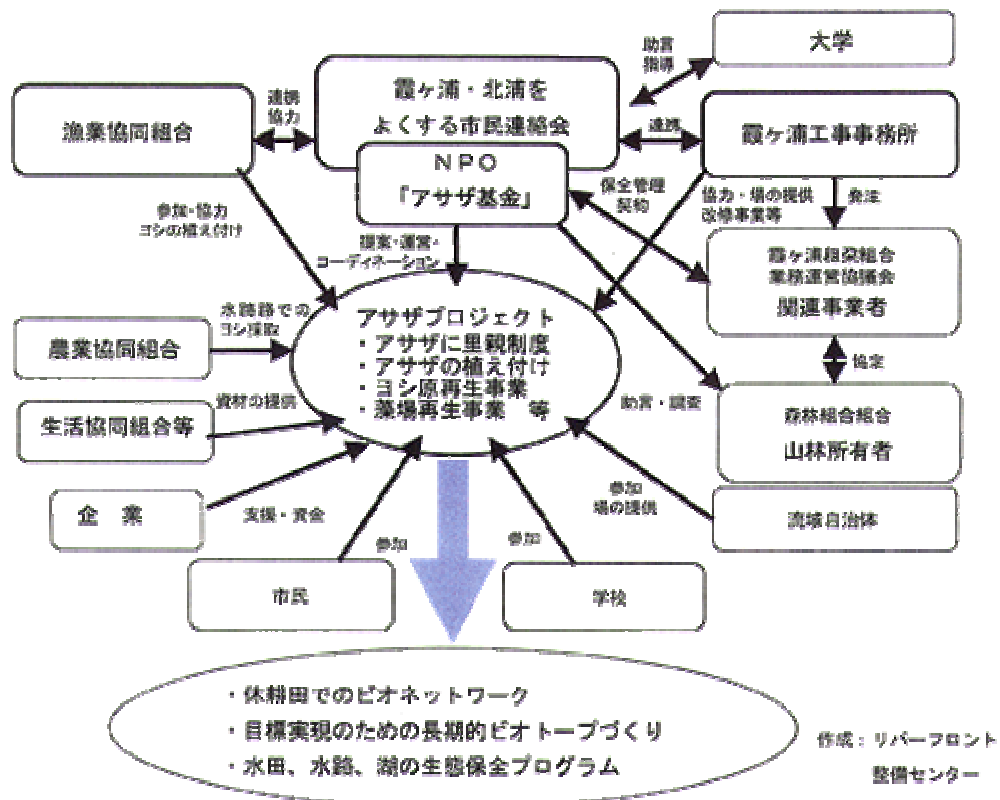 大学
助言
指導
霞ヶ浦・北浦を
よくする市民連絡会
連携
協力
漁業協同組合
連携
霞ヶ浦工事事務所
NPO
「アサザ基金」
保全管理
契約
協力・場の提供
改修事業等
発注
参加・協力
ヨシの植え付け
提案・運営・
コーディネーション
霞ヶ浦粗朶組合
業務運営協議会
関連事業者
水路路での
ヨシ採取
農業協同組合
アサザプロジェクト
・アサザに里親制度
・アサザの植え付け
・ヨシ原再生事業
・藻場再生事業 等
協定
資材の提供
生活協同組合等
助言・調査
森林組合組合
山林所有者
企 業
支援・資金
参加
場の提供
流域自治体
参加
参加
市民
学校
・休耕田でのビオネットワーク
・目標実現のための長期的ビオトープづくり
・水田、水路、湖の生態保全プログラム
作成：リバーフロント
整備センター